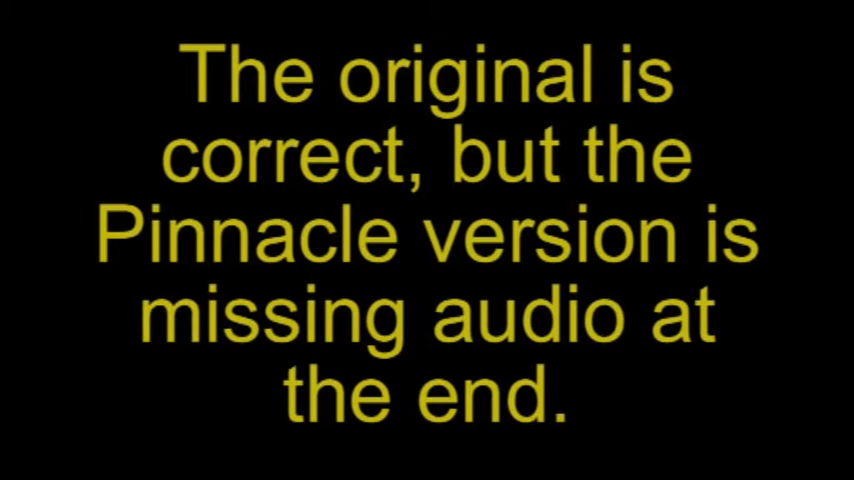 The original is
correct, but the
Pinnacle version is
missing audio at
the end.